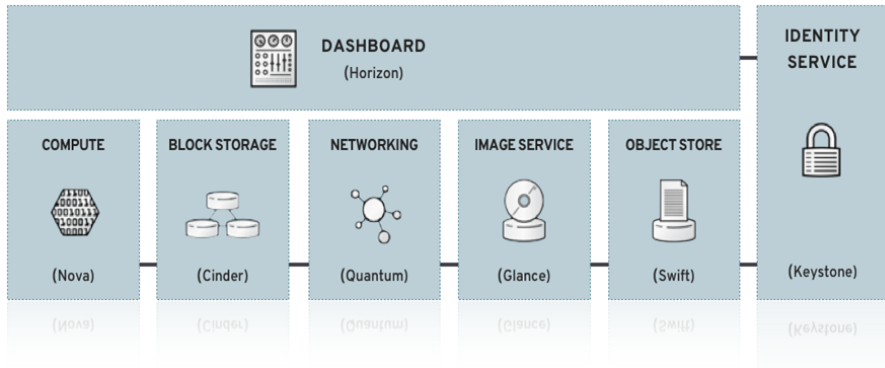 DASHBOARD
(Horizon)
IDENTITY
SERVICE
(Keystone)
COMPUTE
(Nova)
BLOCK STORAGE
(Cinder)
NETWORKING
(Quantum)
IMAGE SERVICE
(Glance)
OBJECT STORE
(Swift)